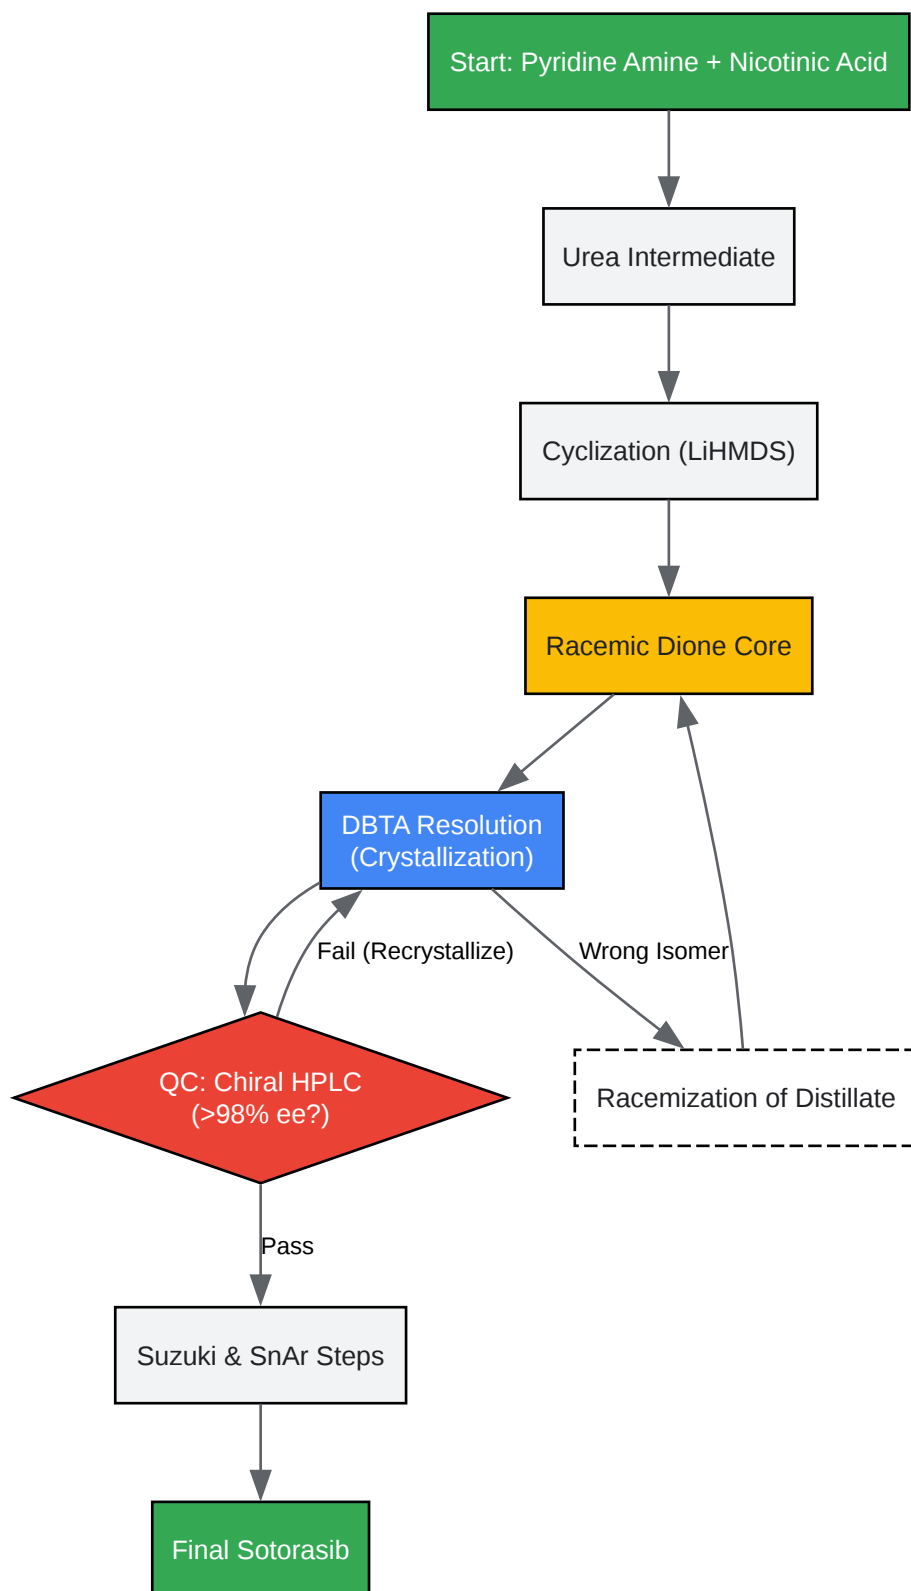 Start: Pyridine Amine + Nicotinic Acid
Urea Intermediate
Cyclization (LiHMDS)
Racemic Dione Core
DBTA Resolution
(Crystallization)
Fail (Recrystallize)
Wrong Isomer
QC: Chiral HPLC
(>98% ee?)
Racemization of Distillate
Pass
Suzuki & SnAr Steps
Final Sotorasib